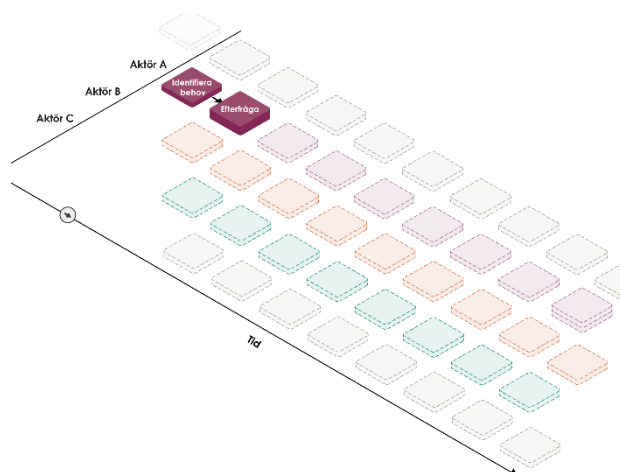 Aktör A
Aktör B
Aktör C
Identifiera
behov
Efterfråga
Tid